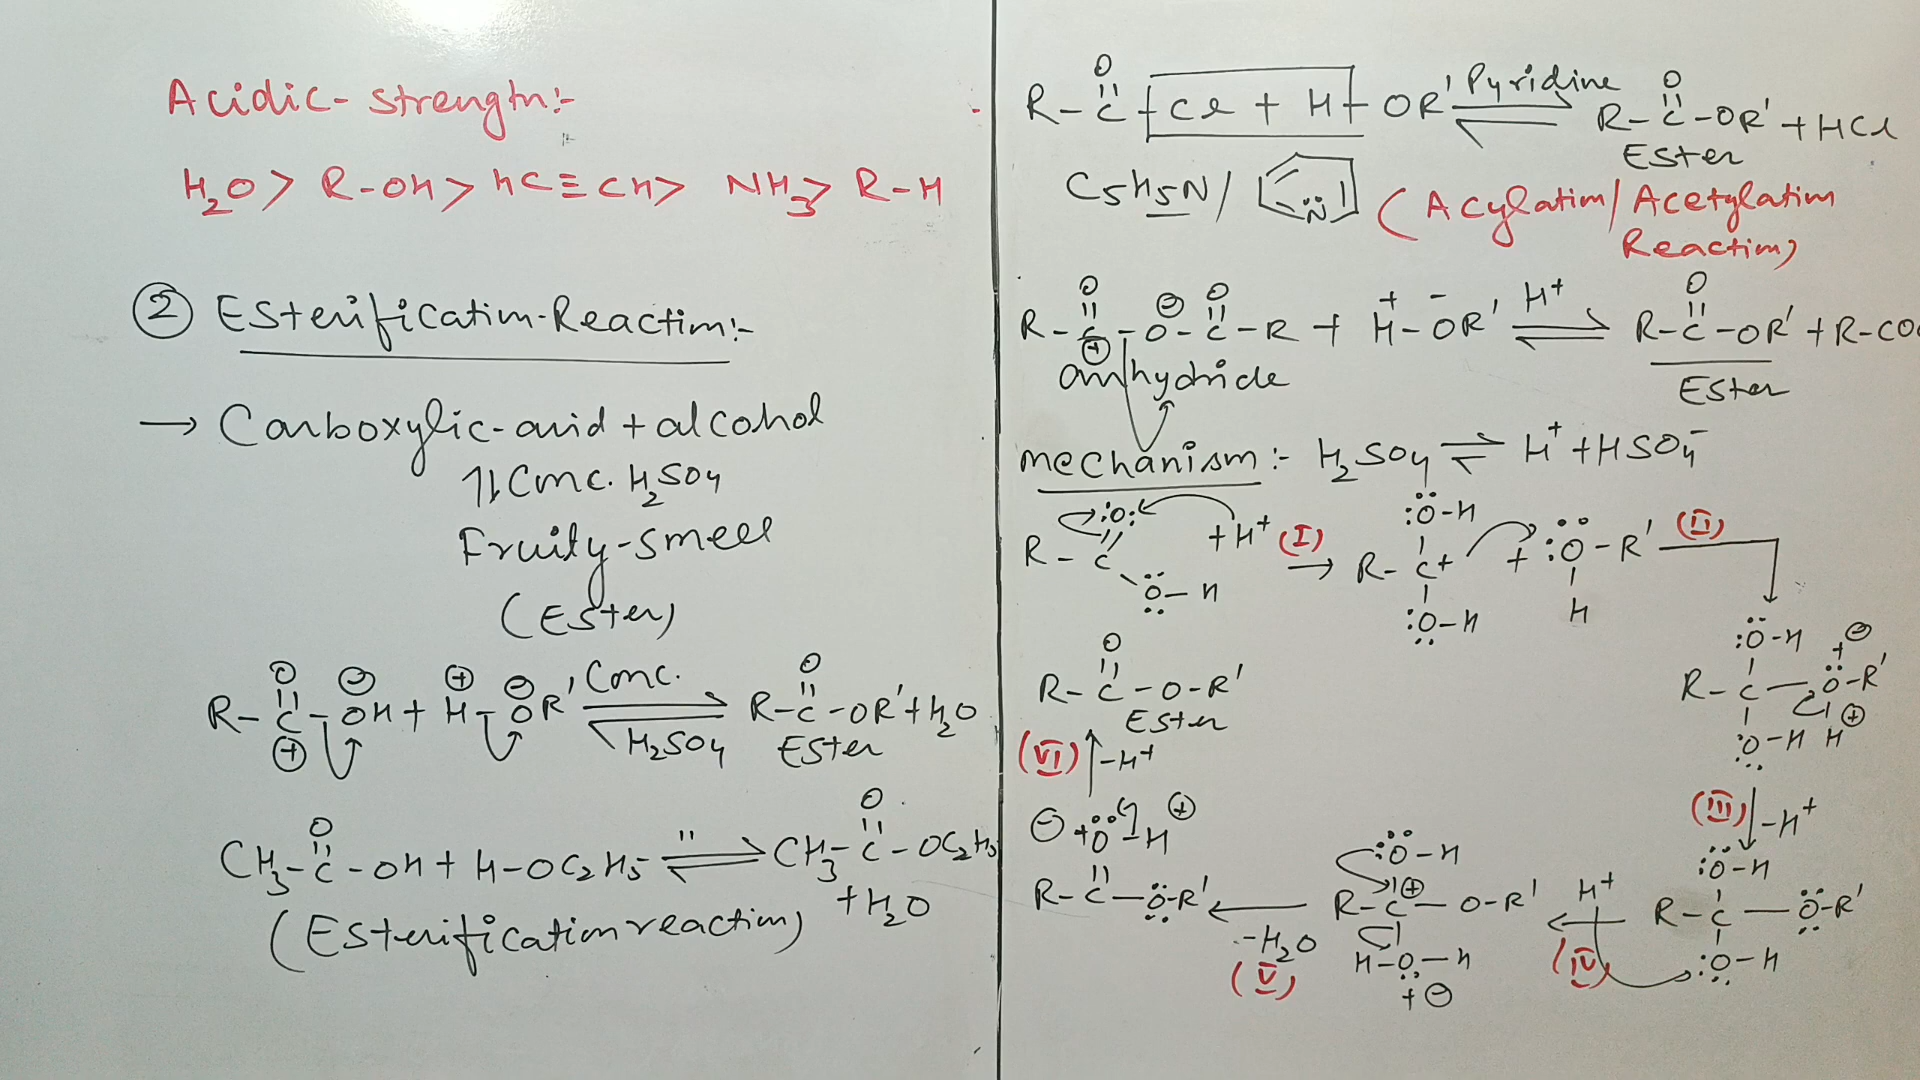 Acidic-strength:-
H₂O > R-OH > HC≡CH > NH₃ > R-H
② Esterification-Reaction:-
→ Carboxylic-acid + alcohol
⇅ Conc. H₂SO₄
Fruity-smell
(Ester)
R-C(=O)-OH + H-OR' ⇌ R-C(=O)-OR' + H₂O
Conc.
H₂SO₄
Ester
CH₃-C(=O)-OH + H-OC₂H₅ ⇌ CH₃-C(=O)-OC₂H₅
"
+H₂O
(Esterification reaction)
R-C(=O)-Cl + H-OR' ⇌ R-C(=O)-OR' + HCl
Pyridine
Ester
C5H5N / N̈ (Acylation/Acetylation
Reaction)
R-C(=O)-O-C(=O)-R + H-OR' ⇌ R-C(=O)-OR' + R-COO
H⁺
anhydride
Ester
mechanism:- H₂SO₄ ⇌ H⁺ + HSO₄⁻
R-C(=O)-O-H + H⁺ (I) → R-C+(O-H)(O-H) + :O(H)-R' (II)
R-C(O-H)(O-H)-O+(H)-R'
(III) -H⁺
R-C(O-H)(O-H)-O-R'
H⁺
(IV)
R-C(O-H)(H-O-H +)-O-R'
-H₂O
(V)
R-C(=O+-H)-O-R'
(VI) -H⁺
R-C(=O)-O-R'
Ester